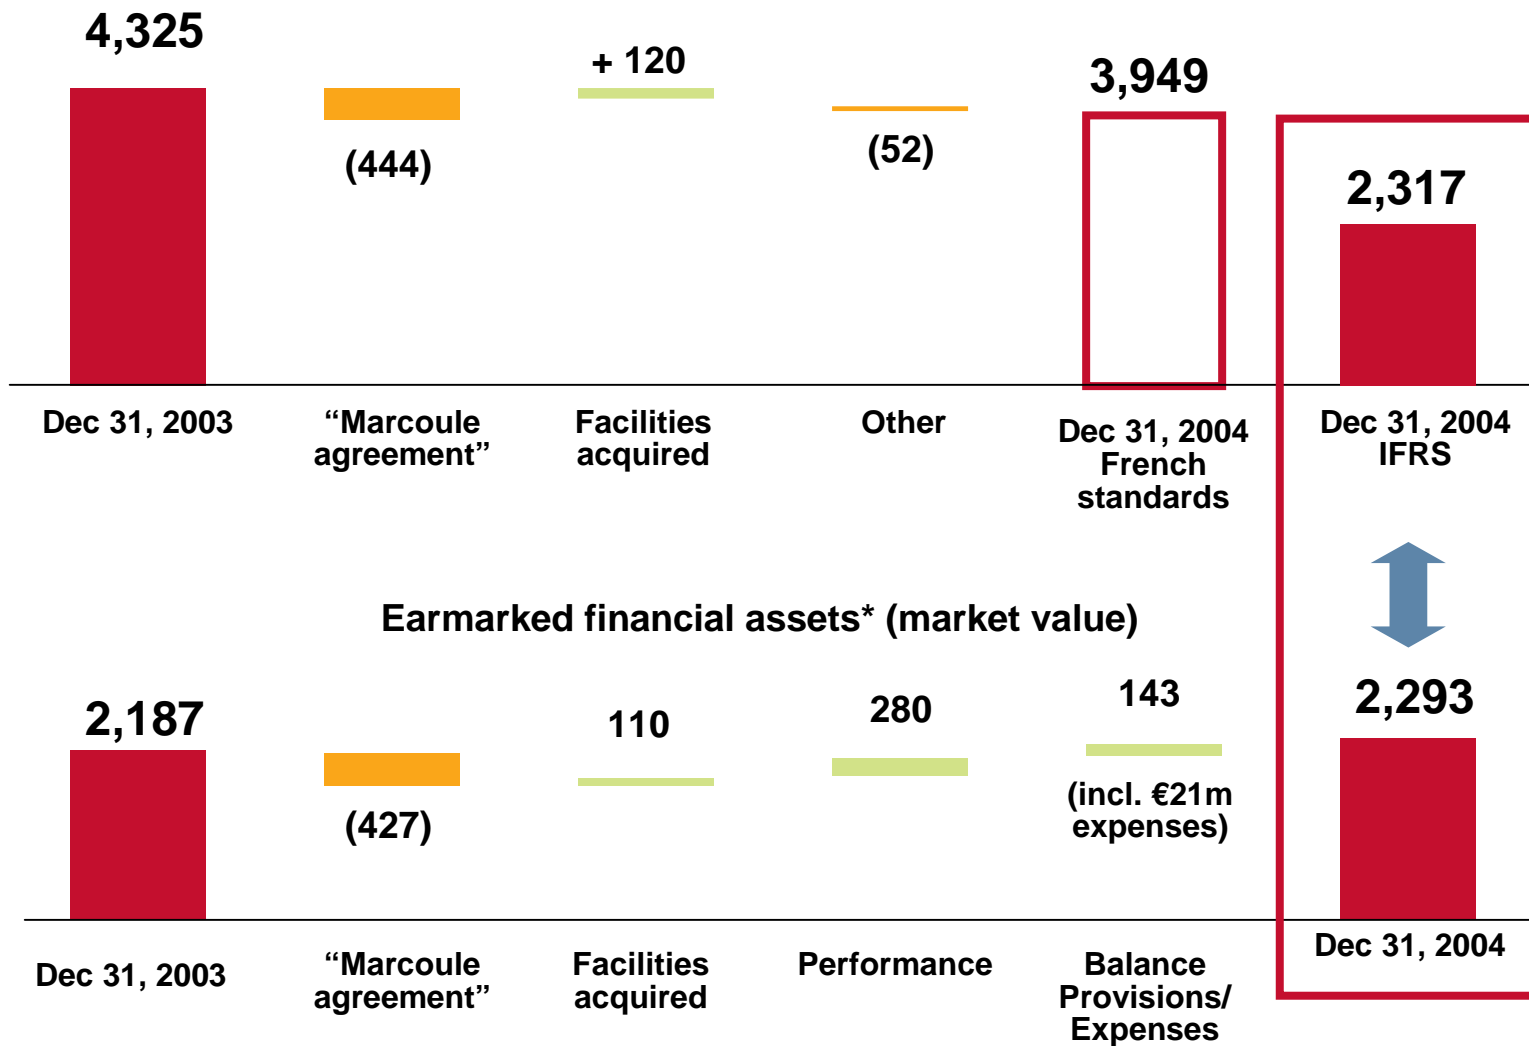 4,325
(444)
+ 120
(52)
3,949
2,317
Dec 31, 2003
“Marcoule
agreement”
Facilities
acquired
Other
Dec 31, 2004
French
standards
Dec 31, 2004
IFRS
Earmarked financial assets* (market value)
2,187
(427)
110
280
143
(incl. €21m
expenses)
2,293
Dec 31, 2003
“Marcoule
agreement”
Facilities
acquired
Performance
Balance
Provisions/
Expenses
Dec 31, 2004